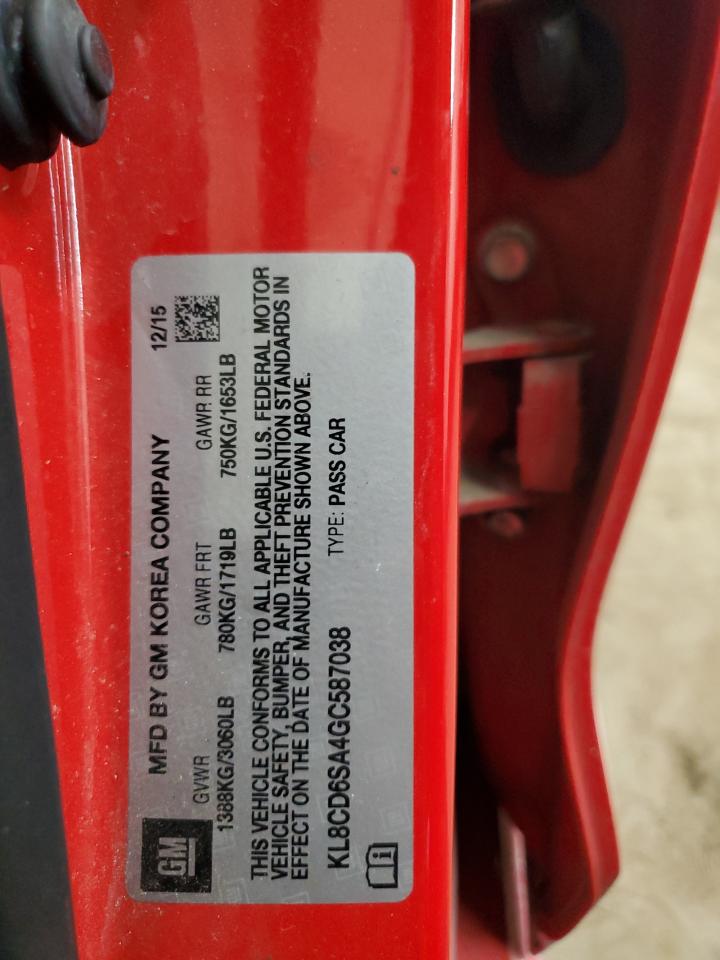 GM
MFD BY GM KOREA COMPANY 12/15
GVWR GAWR FRT GAWR RR
1388KG/3060LB 780KG/1719LB 750KG/1653LB
THIS VEHICLE CONFORMS TO ALL APPLICABLE U.S. FEDERAL MOTOR
VEHICLE SAFETY, BUMPER, AND THEFT PREVENTION STANDARDS IN
EFFECT ON THE DATE OF MANUFACTURE SHOWN ABOVE.
KL8CD6SA4GC587038 TYPE: PASS CAR